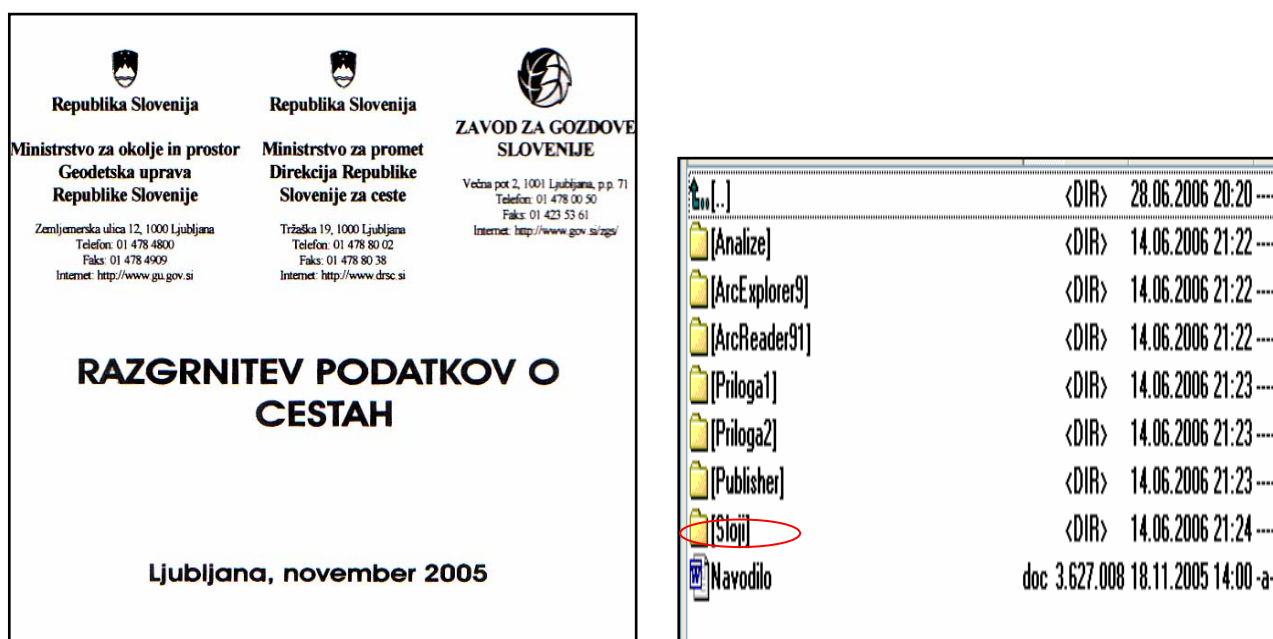 Republika Slovenija
Ministrstvo za okolje in prostor
Geodetska uprava
Republike Slovenije
Zemljemerska ulica 12, 1000 Ljubljana
Telefon: 01 478 4800
Faks: 01 478 4909
Internet: http://www.gu.gov.si
Republika Slovenija
Ministrstvo za promet
Direkcija Republike
Slovenije za ceste
Tržaška 19, 1000 Ljubljana
Telefon: 01 478 80 02
Faks: 01 478 80 38
Internet: http://www.drsc.si
ZAVOD ZA GOZDOVE
SLOVENIJE
Večna pot 2, 1001 Ljubljana, p.p. 71
Telefon: 01 478 00 50
Faks: 01 423 53 61
Internet: http://www.gov.si/zgs/
RAZGRNITEV PODATKOV O
CESTAH
Ljubljana, november 2005
[..] <DIR> 28.06.2006 20:20 ----
[Analize] <DIR> 14.06.2006 21:22 ----
[ArcExplorer9] <DIR> 14.06.2006 21:22 ----
[ArcReader91] <DIR> 14.06.2006 21:22 ----
[Priloga1] <DIR> 14.06.2006 21:23 ----
[Priloga2] <DIR> 14.06.2006 21:23 ----
[Publisher] <DIR> 14.06.2006 21:23 ----
[Sloji] <DIR> 14.06.2006 21:24 ----
Navodilo doc 3.627.008 18.11.2005 14:00 -a-